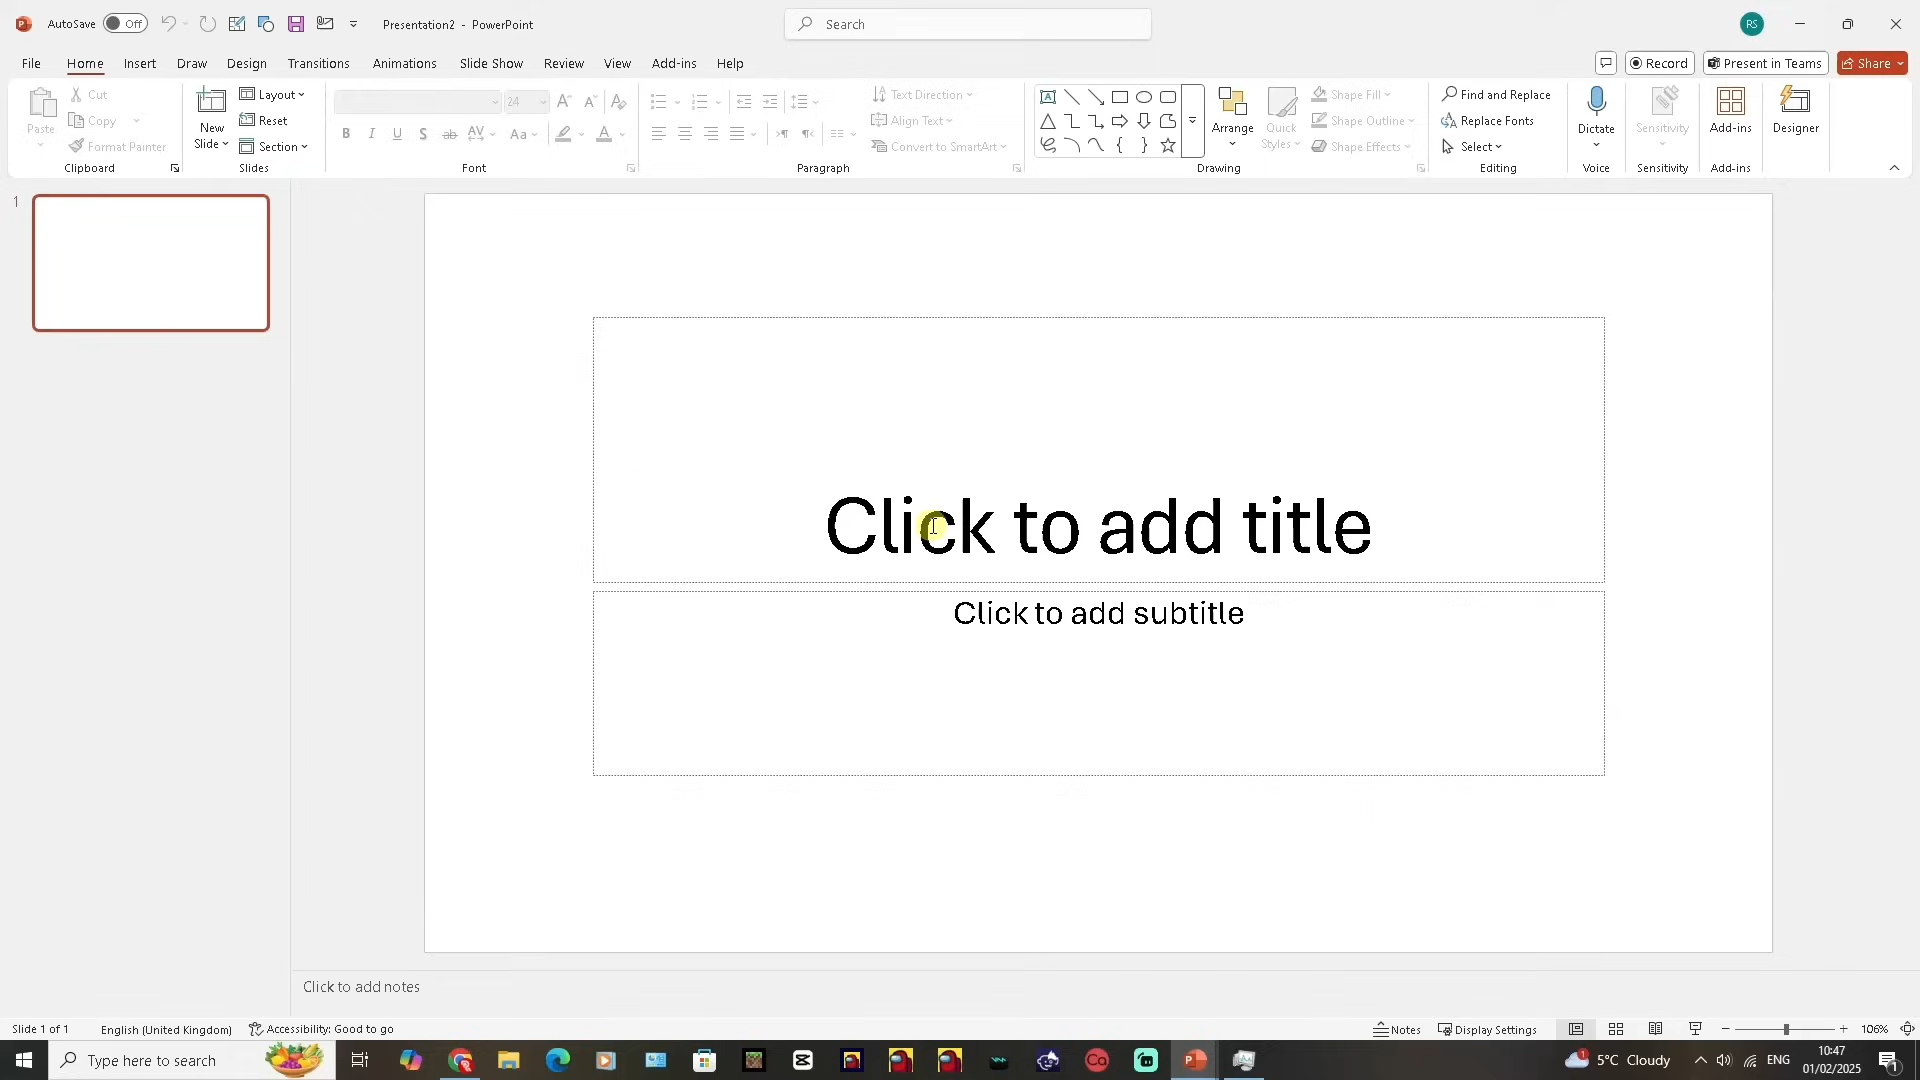 AutoSave Off Presentation2 - PowerPoint Search RS
File Home Insert Draw Design Transitions Animations Slide Show Review View Add-ins Help Record Present in Teams Share
Paste
Cut
Copy
Format Painter
Clipboard
New Slide
Layout
Reset
Section
Slides
24
B I U S ab AV Aa A
Font
Text Direction
Align Text
Convert to SmartArt
Paragraph
Arrange
Quick Styles
Shape Fill
Shape Outline
Shape Effects
Drawing
Find and Replace
Replace Fonts
Select
Editing
Dictate
Voice
Sensitivity
Sensitivity
Add-ins
Add-ins
Designer
1
Click to add title
Click to add subtitle
Click to add notes
Slide 1 of 1 English (United Kingdom) Accessibility: Good to go Notes Display Settings 106%
Type here to search 5°C Cloudy ENG 10:47
01/02/2025